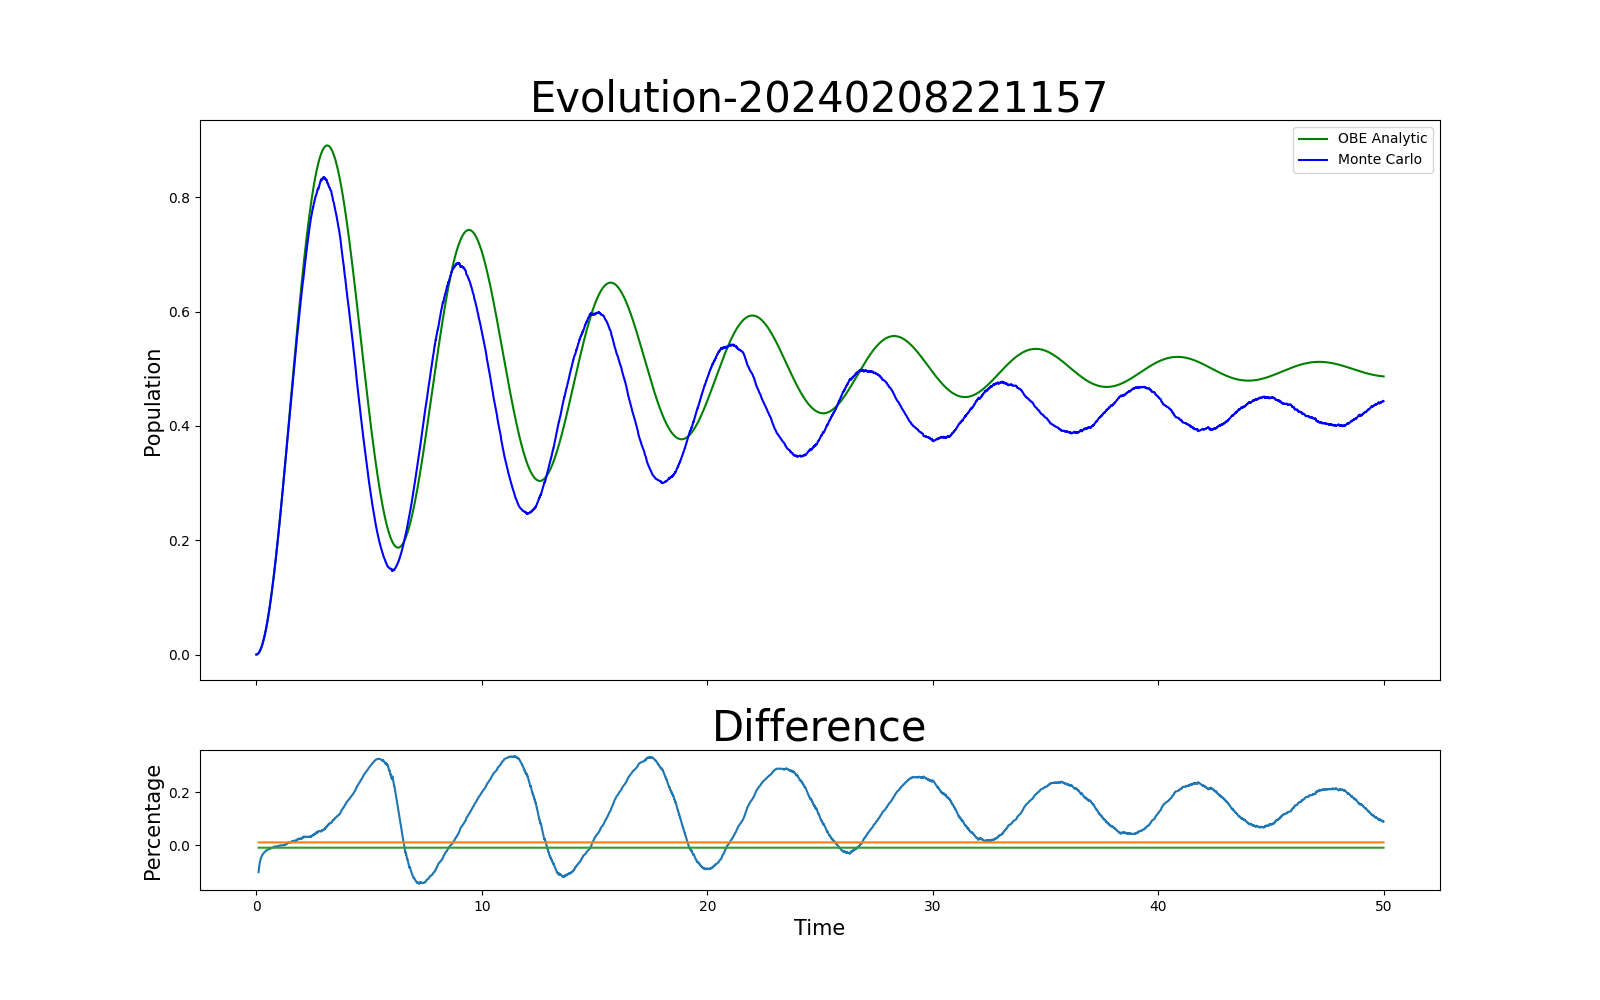 Evolution-20240208221157
OBE Analytic
Monte Carlo
Population
0.8
0.6
0.4
0.2
0.0
Difference
Percentage
0.2
0.0
0 10 20 30 40 50
Time